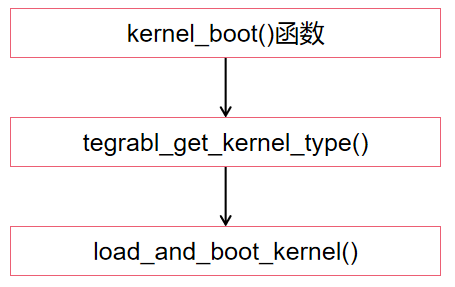 kernel_boot()函数
tegrabl_get_kernel_type()
load_and_boot_kernel()